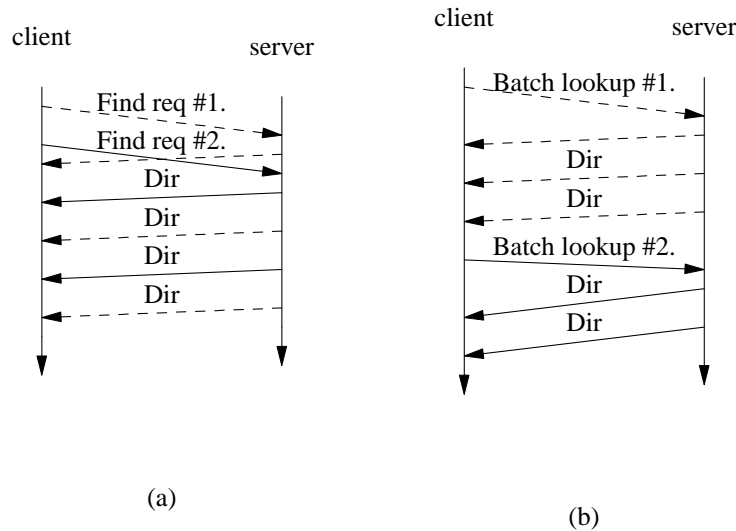 client
server
Find req #1.
Find req #2.
Dir
Dir
Dir
Dir
(a)
client
server
Batch lookup #1.
Dir
Dir
Batch lookup #2.
Dir
Dir
(b)